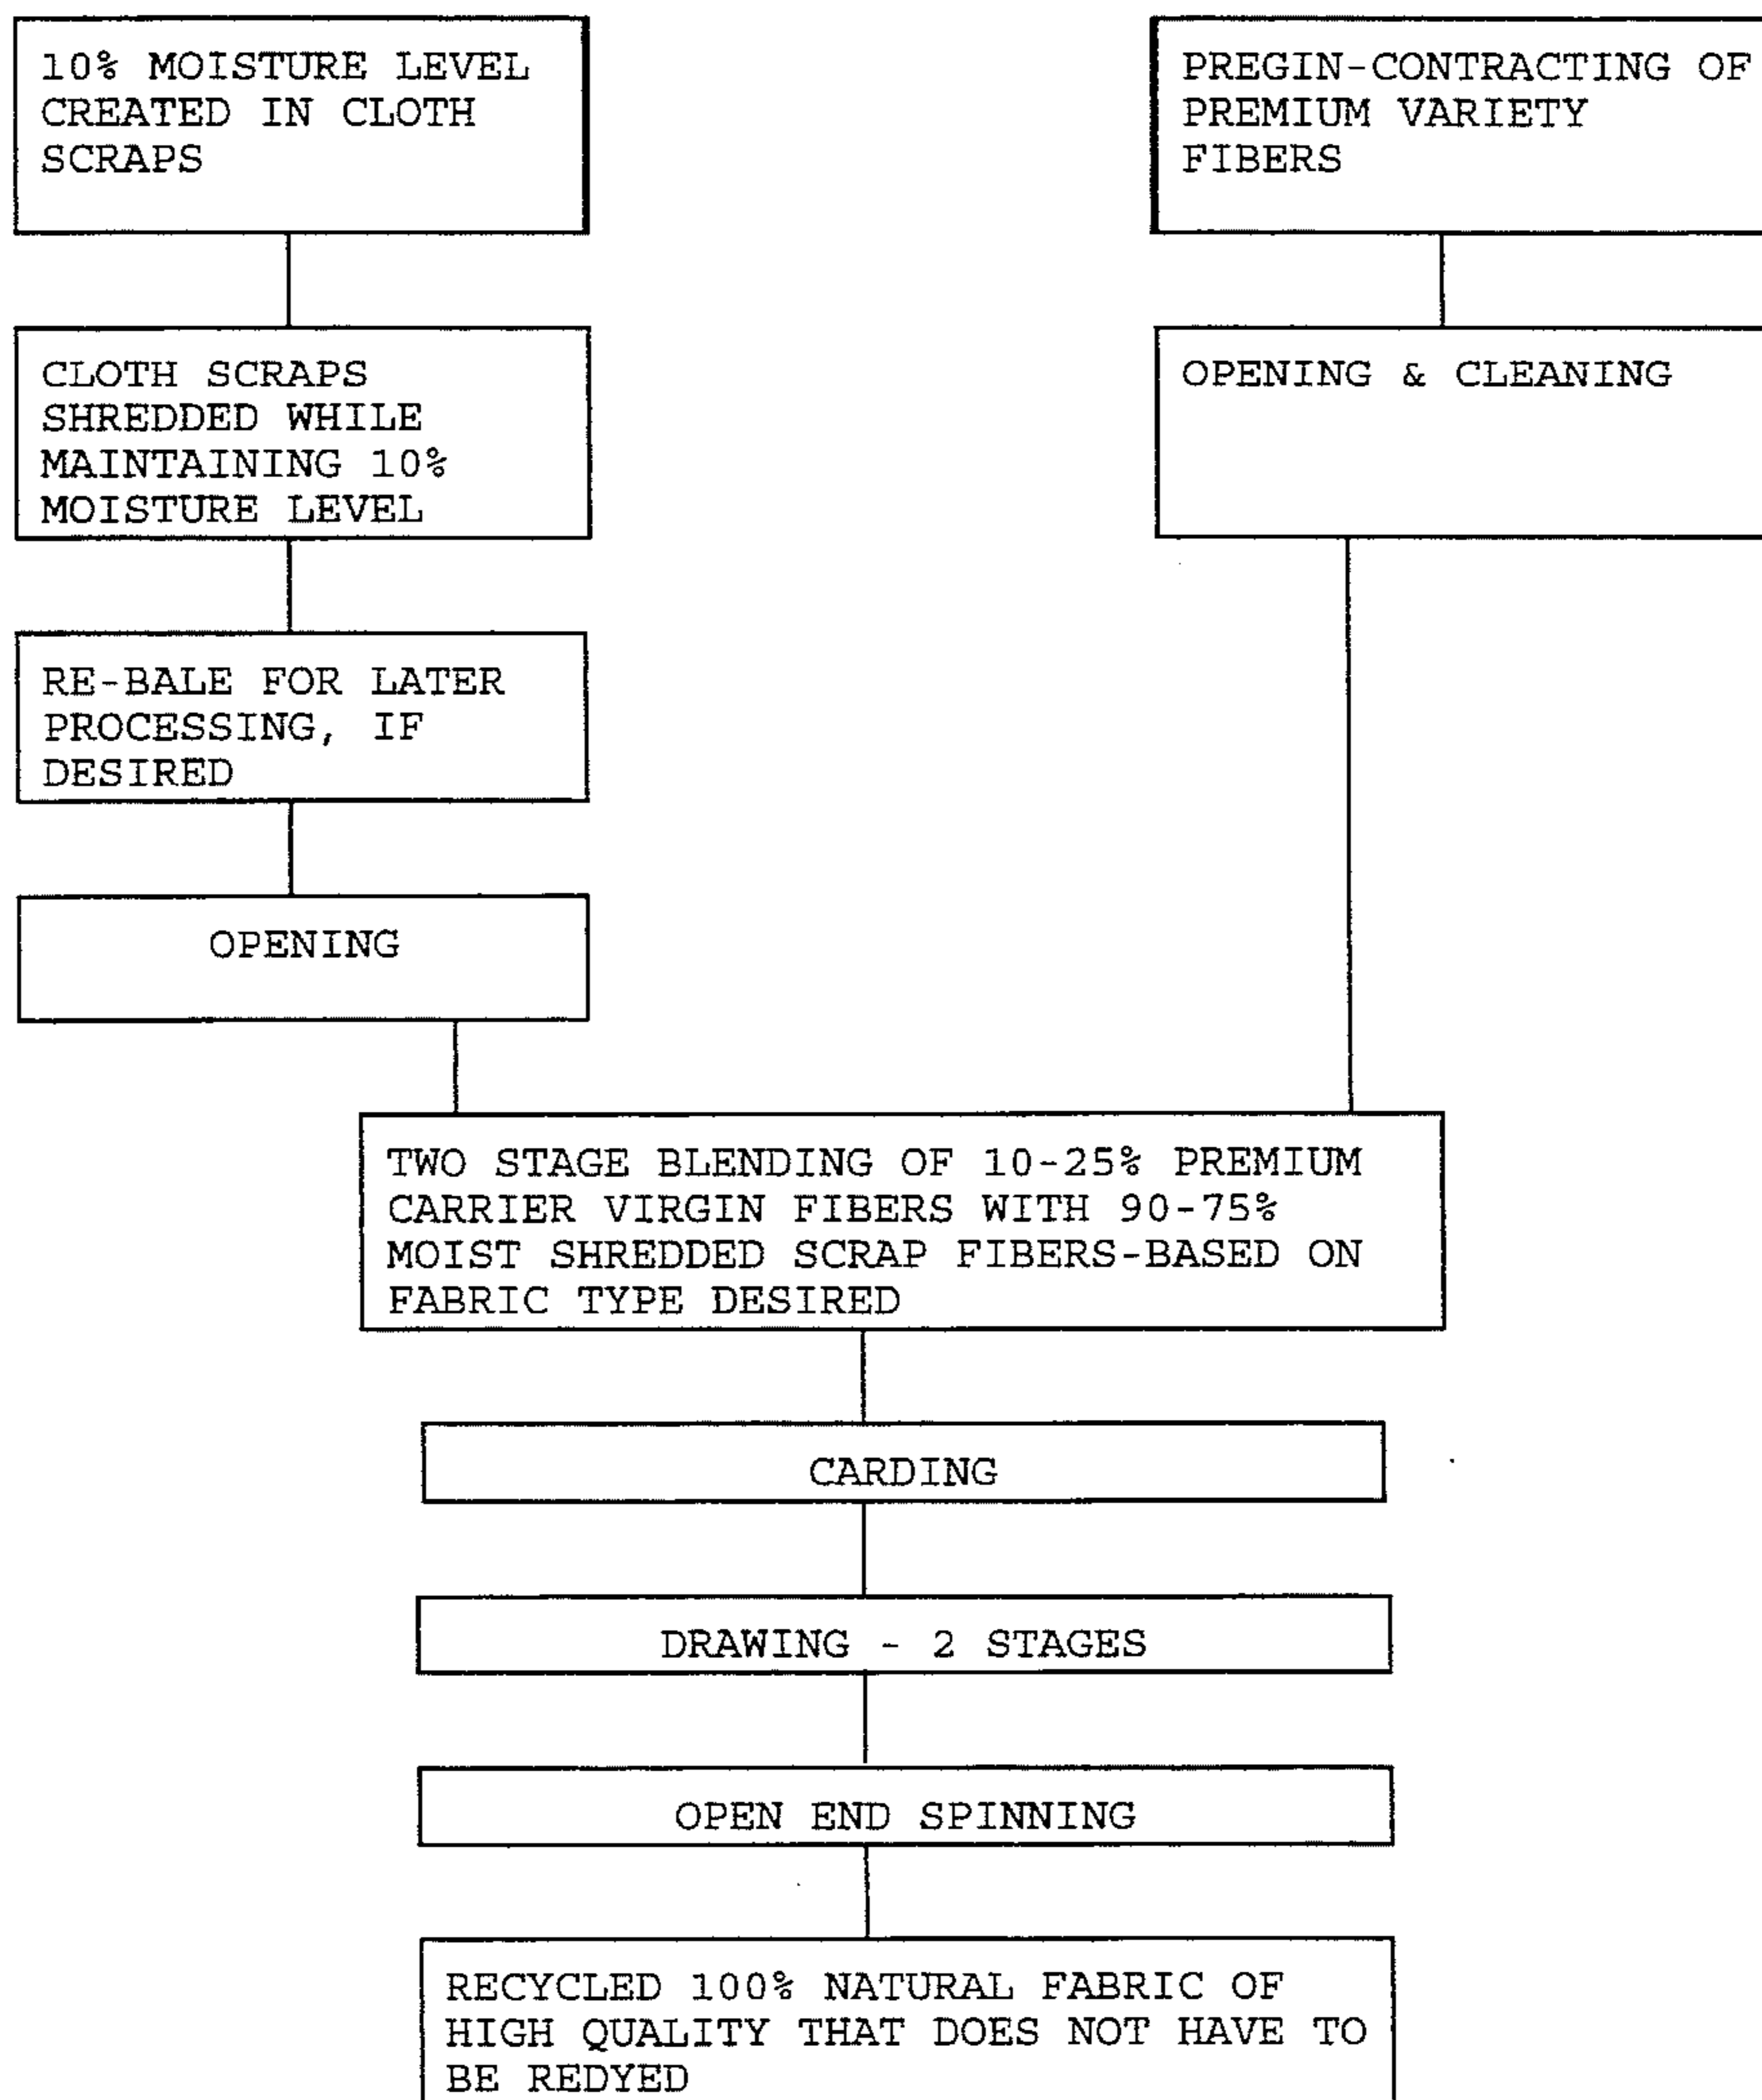 10% MOISTURE LEVEL
CREATED IN CLOTH
SCRAPS
PREGIN-CONTRACTING OF
PREMIUM VARIETY
FIBERS
CLOTH SCRAPS
SHREDDED WHILE
MAINTAINING 10%
MOISTURE LEVEL
OPENING & CLEANING
RE-BALE FOR LATER
PROCESSING, IF
DESIRED
OPENING
TWO STAGE BLENDING OF 10-25% PREMIUM
CARRIER VIRGIN FIBERS WITH 90-75%
MOIST SHREDDED SCRAP FIBERS-BASED ON
FABRIC TYPE DESIRED
CARDING
DRAWING - 2 STAGES
OPEN END SPINNING
RECYCLED 100% NATURAL FABRIC OF
HIGH QUALITY THAT DOES NOT HAVE TO
BE REDYED